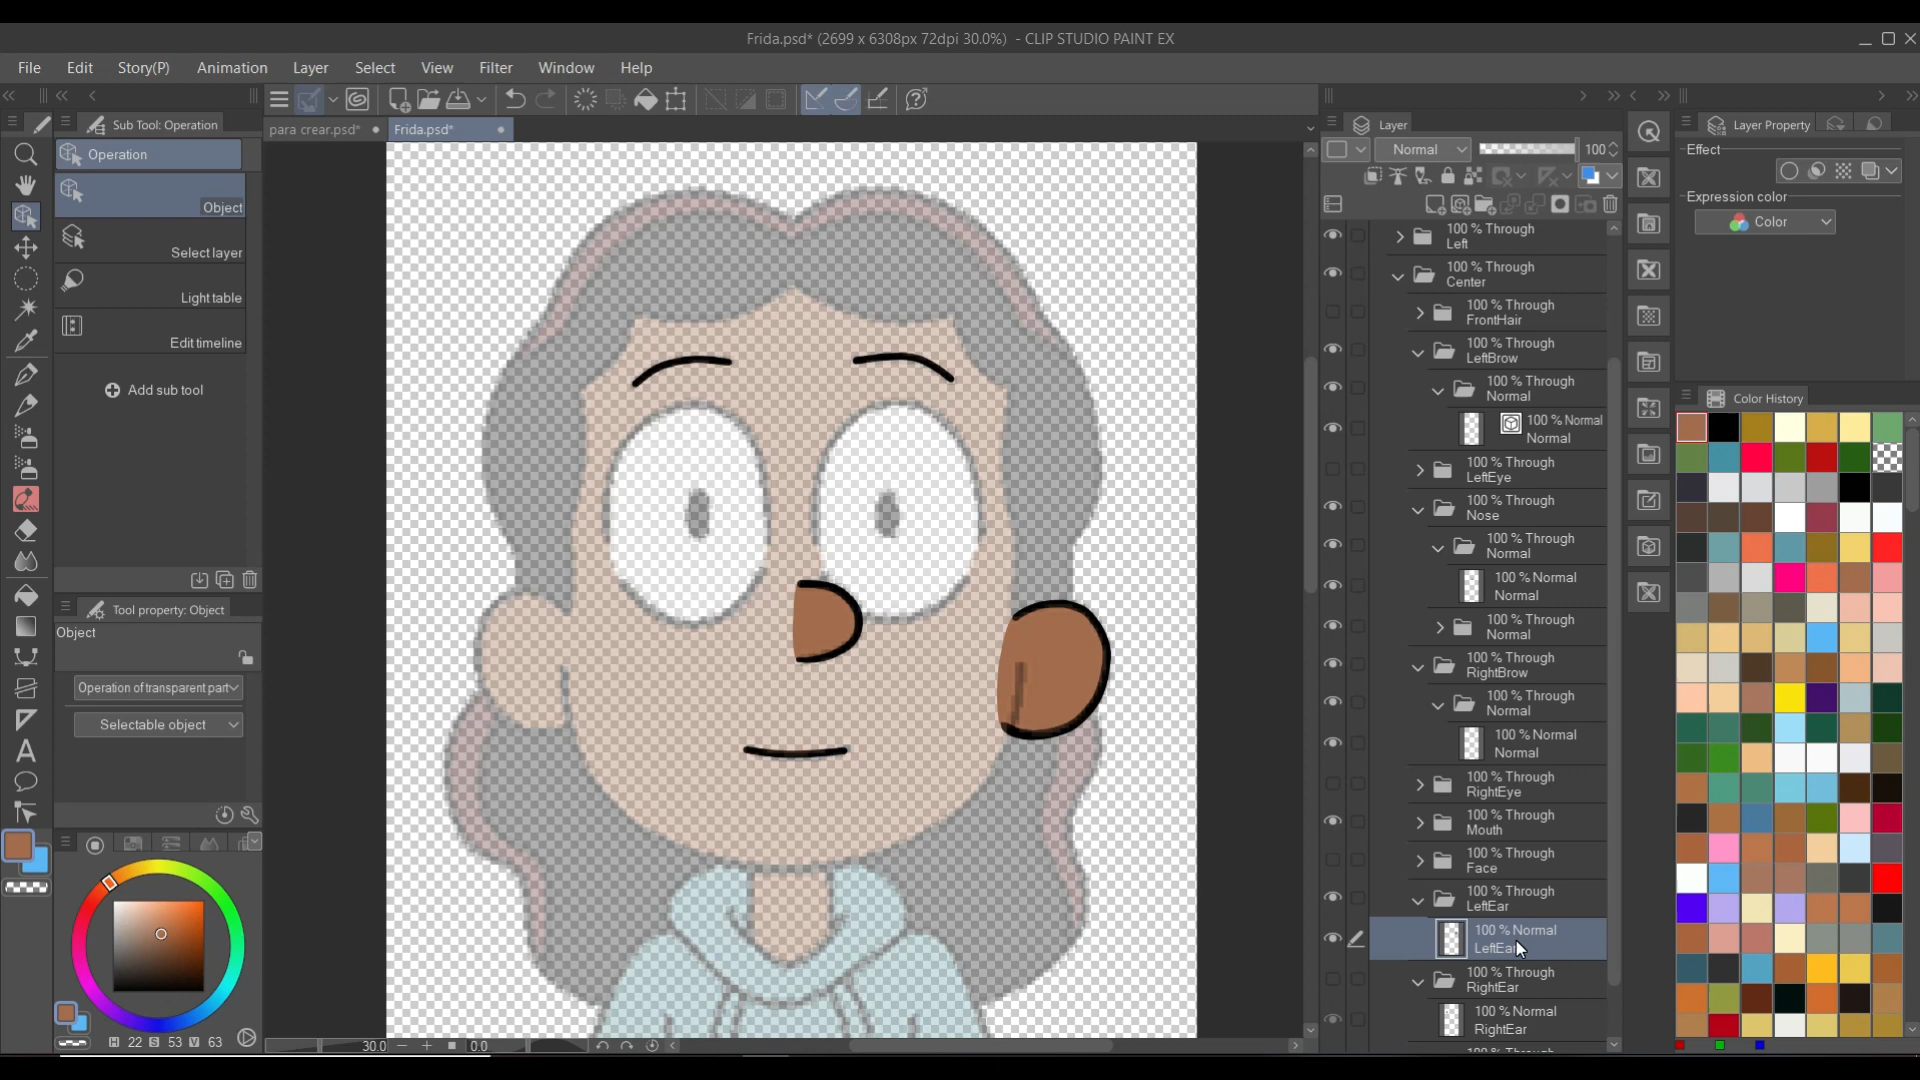 Frida.psd* (2699 x 6308px 72dpi 30.0%) - CLIP STUDIO PAINT EX
File Edit Story(P) Animation Layer Select View Filter Window Help
Sub Tool: Operation
Operation
Object
Select layer
Light table
Edit timeline
Add sub tool
Tool property: Object
Object
Operation of transparent part
Selectable object
H 22 S 53 V 63
para crear.psd*
Frida.psd*
30.0
0.0
Layer
Normal
100
100 % Through
Left
100 % Through
Center
100 % Through
FrontHair
100 % Through
LeftBrow
100 % Through
Normal
100 % Normal
Normal
100 % Through
LeftEye
100 % Through
Nose
100 % Through
Normal
100 % Normal
Normal
100 % Through
Normal
100 % Through
RightBrow
100 % Through
Normal
100 % Normal
Normal
100 % Through
RightEye
100 % Through
Mouth
100 % Through
Face
100 % Through
LeftEar
100 % Normal
LeftEar
100 % Through
RightEar
100 % Normal
RightEar
100 % Through
Layer Property
Effect
Expression color
Color
Color History